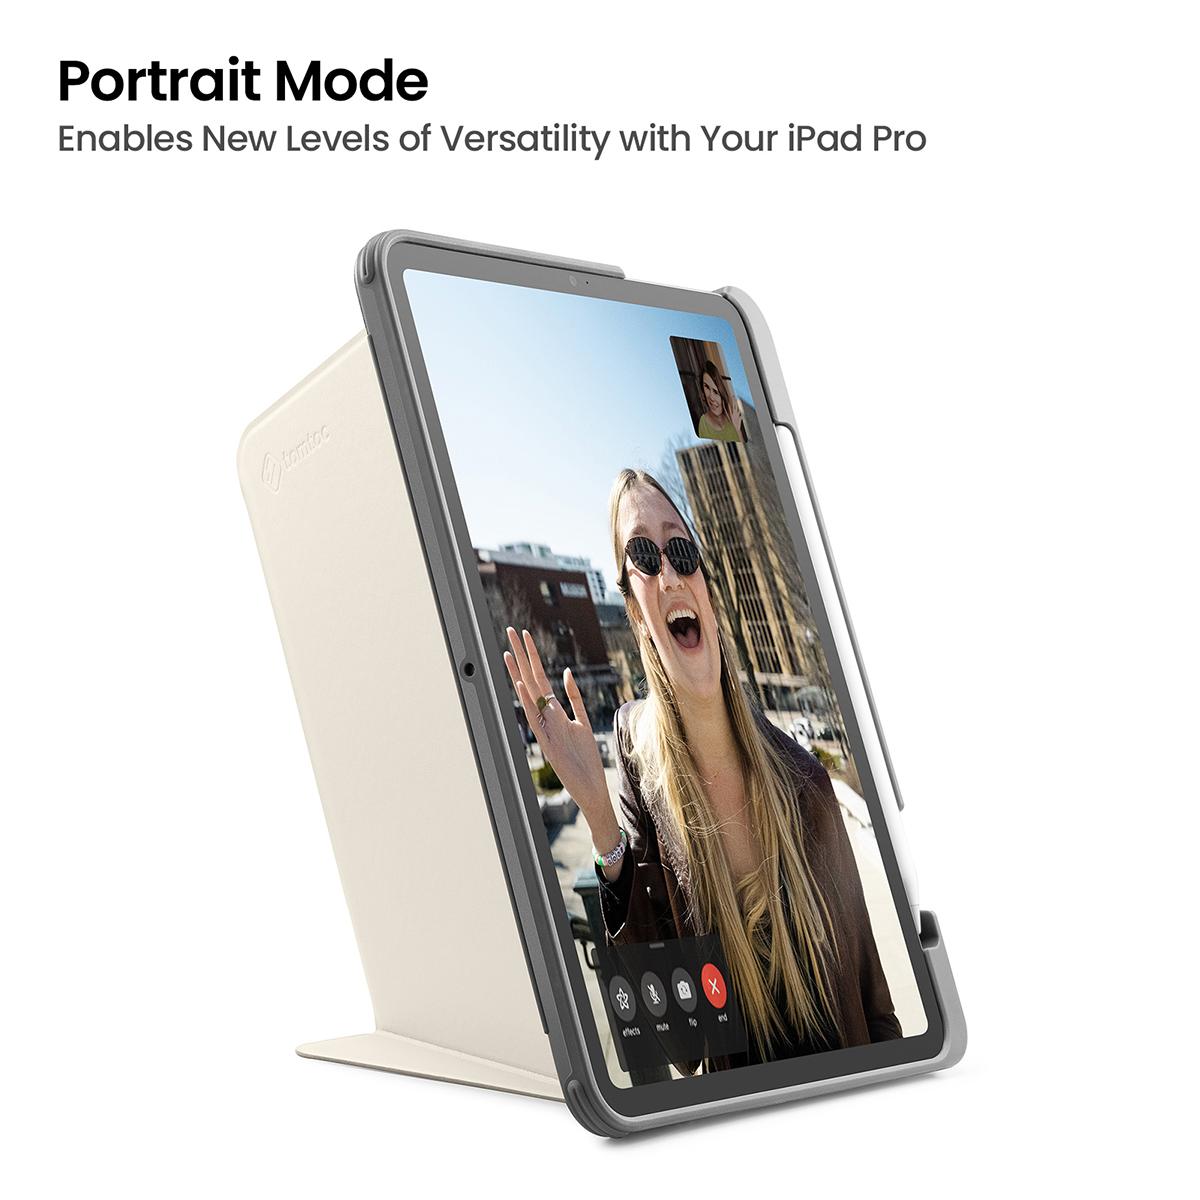 Portrait Mode
Enables New Levels of Versatility with Your iPad Pro
tomtoc
effects
mute
flip
end